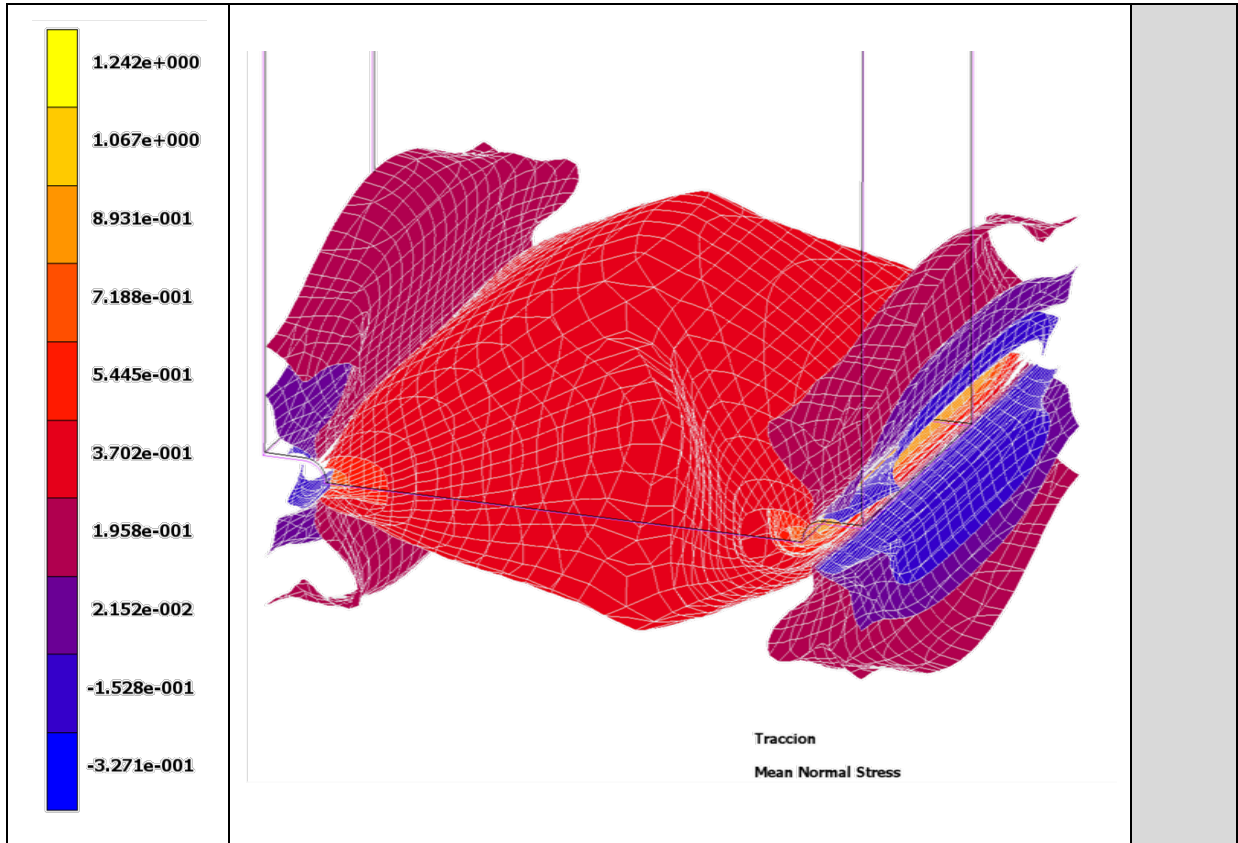 1.242e+000
1.067e+000
8.931e-001
7.188e-001
5.445e-001
3.702e-001
1.958e-001
2.152e-002
-1.528e-001
-3.271e-001
Traccion
Mean Normal Stress